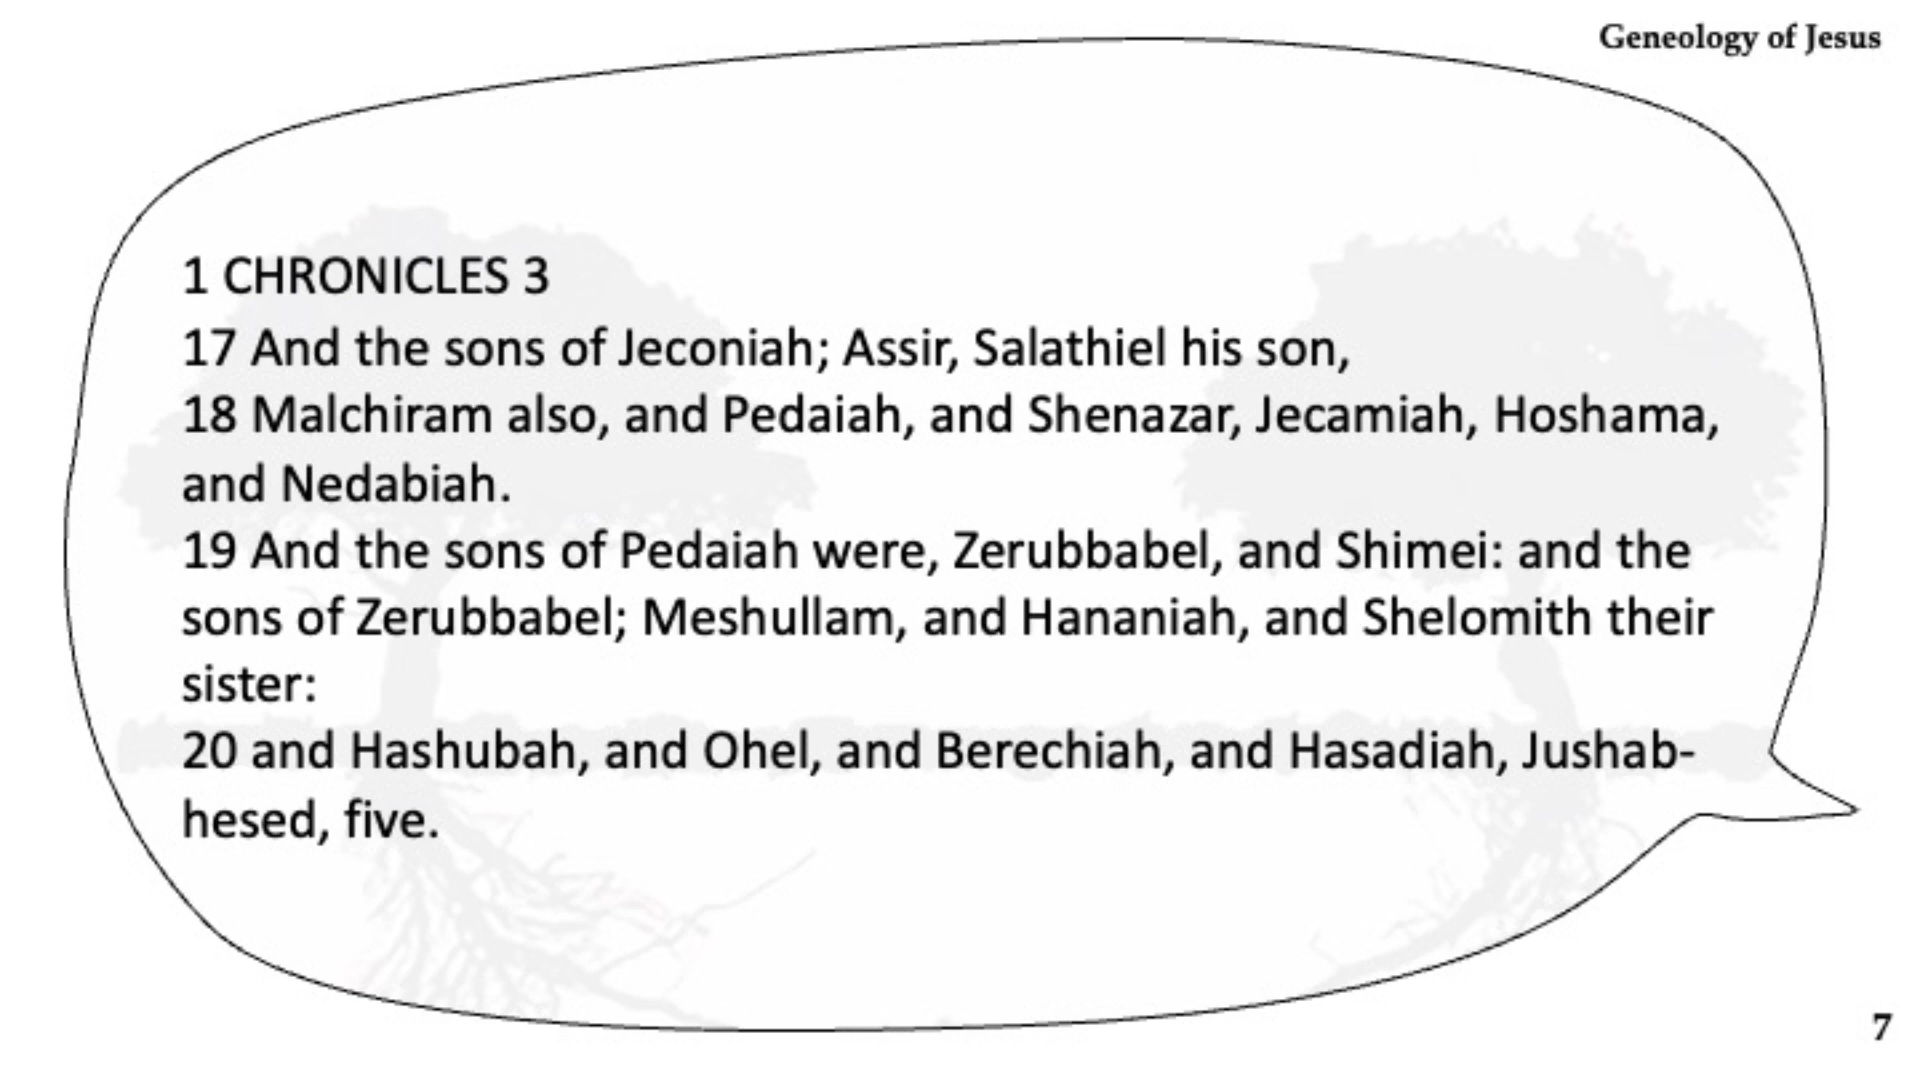 Geneology of Jesus
1 CHRONICLES 3
17 And the sons of Jeconiah; Assir, Salathiel his son,
18 Malchiram also, and Pedaiah, and Shenazar, Jecamiah, Hoshama,
and Nedabiah.
19 And the sons of Pedaiah were, Zerubbabel, and Shimei: and the
sons of Zerubbabel; Meshullam, and Hananiah, and Shelomith their
sister:
20 and Hashubah, and Ohel, and Berechiah, and Hasadiah, Jushab-
hesed, five.
7